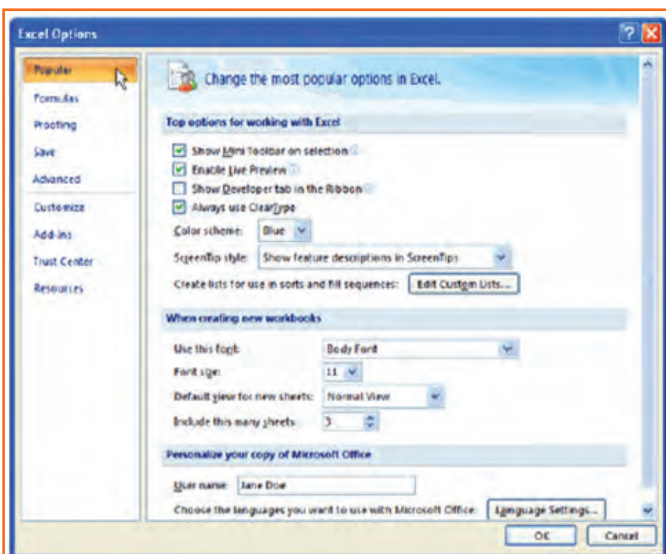 Excel Options
Popular
Formulas
Proofing
Save
Advanced
Customize
Add-Ins
Trust Center
Resources
Change the most popular options in Excel.
Top options for working with Excel
Show Mini Toolbar on selection
Enable Live Preview
Show Developer tab in the Ribbon
Always use ClearType
Color scheme: Blue
ScreenTip style: Show feature descriptions in ScreenTips
Create lists for use in sorts and fill sequences: Edit Custom Lists...
When creating new workbooks
Use this font: Body Font
Font size: 11
Default view for new sheets: Normal View
Include this many sheets: 3
Personalize your copy of Microsoft Office
User name: Jane Doe
Choose the languages you want to use with Microsoft Office: Language Settings...
OK Cancel